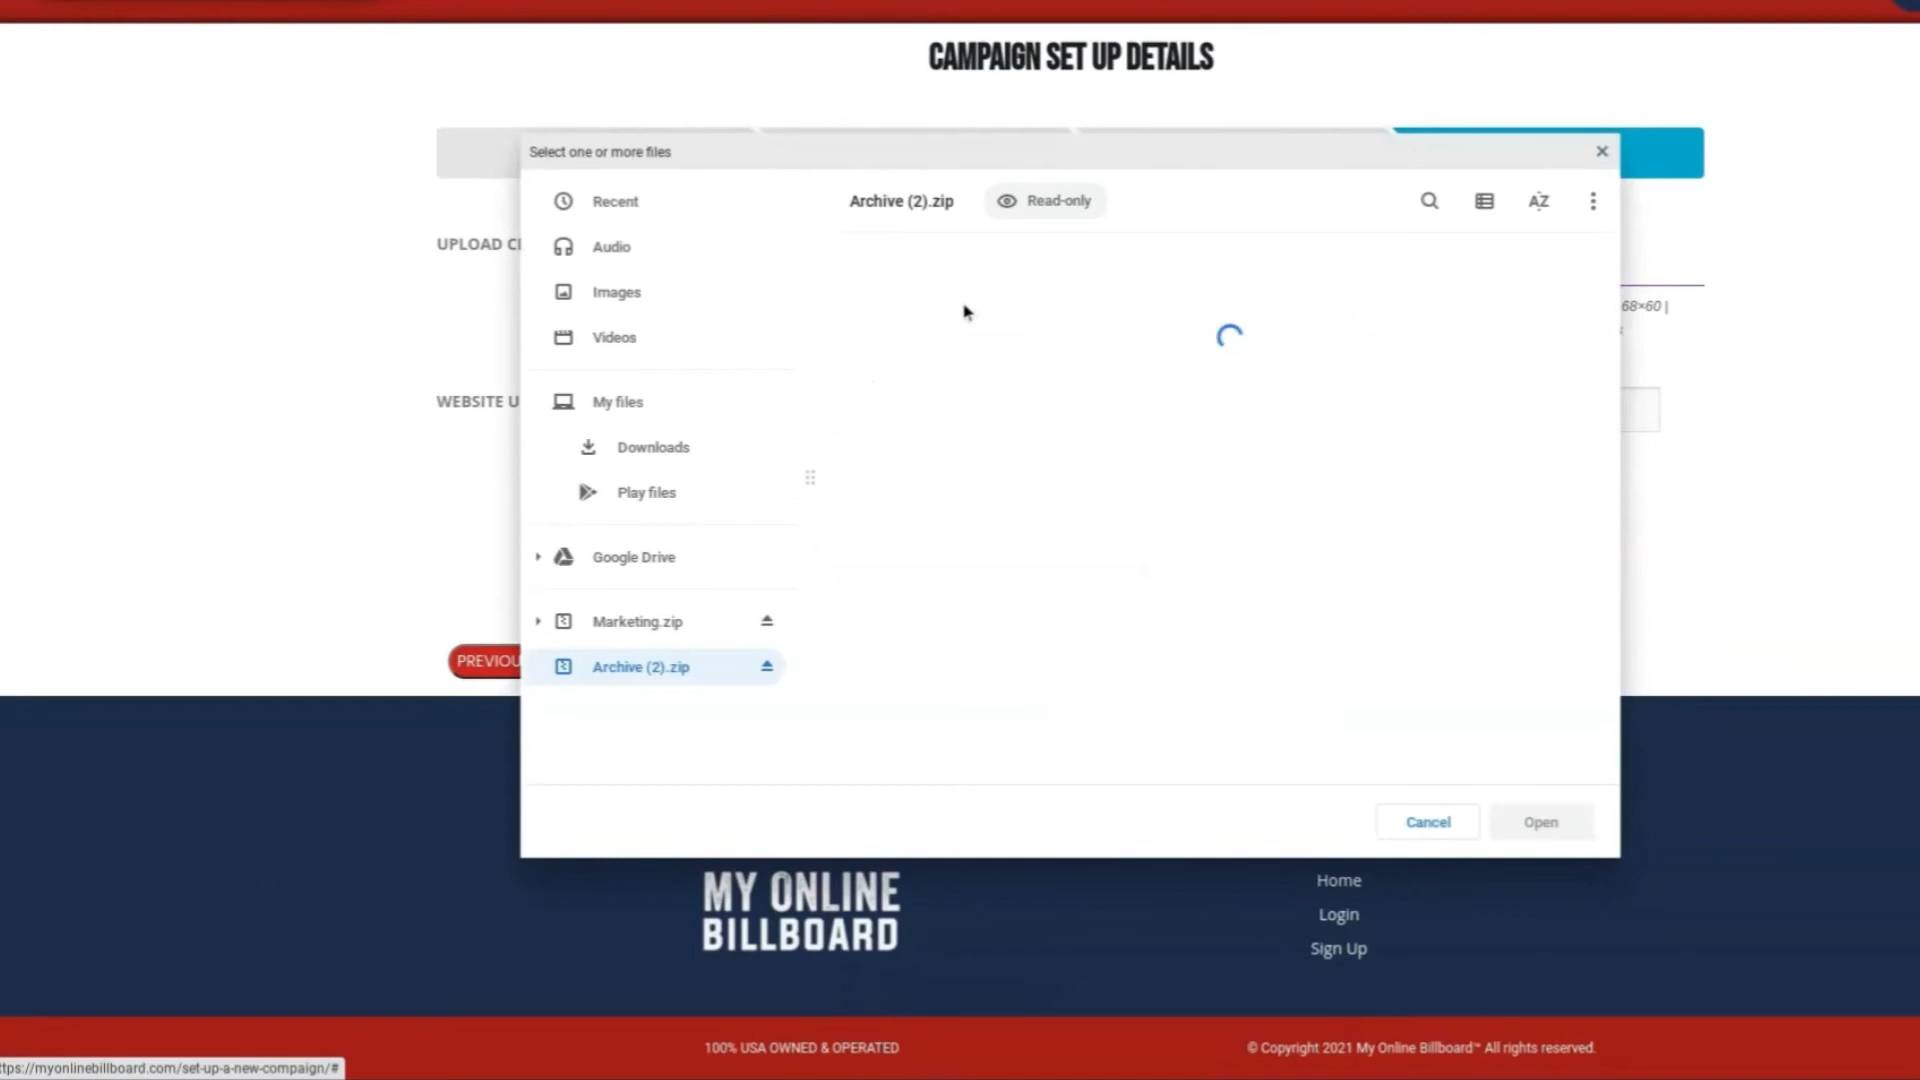 CAMPAIGN SET UP DETAILS
Select one or more files
Recent
Audio
Images
Videos
My files
Downloads
Play files
Google Drive
Marketing.zip
Archive (2).zip
Archive (2).zip
Read-only
AZ
Cancel
Open
UPLOAD
68×60 |
WEBSITE U
PREVIOU
MY ONLINE
BILLBOARD
Home
Login
Sign Up
100% USA OWNED & OPERATED
© Copyright 2021 My Online Billboard™ All rights reserved.
ttps://myonlinebillboard.com/set-up-a-new-compaign/#